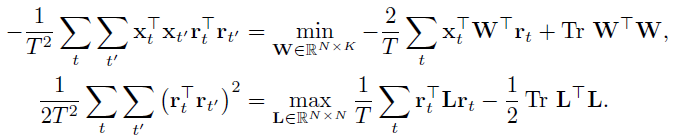 $$-\frac{1}{T^2}\sum_t\sum_{t'}\mathbf{x}_t^\top\mathbf{x}_{t'}\mathbf{r}_t^\top\mathbf{r}_{t'} = \min_{\mathbf{W}\in\mathbb{R}^{N\times K}} -\frac{2}{T}\sum_t\mathbf{x}_t^\top\mathbf{W}^\top\mathbf{r}_t + \mathrm{Tr}\ \mathbf{W}^\top\mathbf{W},$$
$$\frac{1}{2T^2}\sum_t\sum_{t'}\left(\mathbf{r}_t^\top\mathbf{r}_{t'}\right)^2 = \max_{\mathbf{L}\in\mathbb{R}^{N\times N}} \frac{1}{T}\sum_t\mathbf{r}_t^\top\mathbf{L}\mathbf{r}_t - \frac{1}{2}\mathrm{Tr}\ \mathbf{L}^\top\mathbf{L}.$$